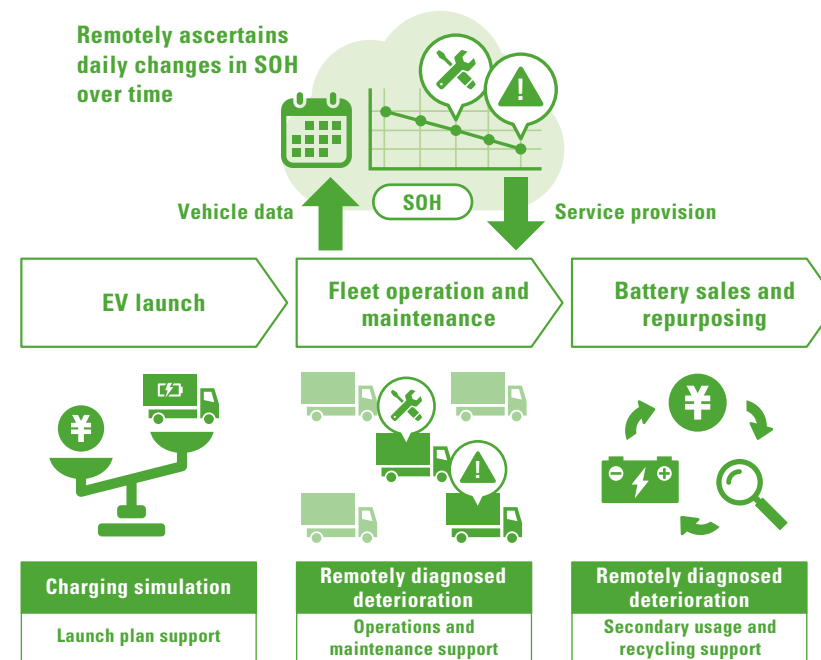 Remotely ascertains
daily changes in SOH
over time
SOH
Vehicle data
Service provision
EV launch
Fleet operation and
maintenance
Battery sales and
repurposing
¥
¥
Charging simulation
Launch plan support
Remotely diagnosed
deterioration
Operations and
maintenance support
Remotely diagnosed
deterioration
Secondary usage and
recycling support